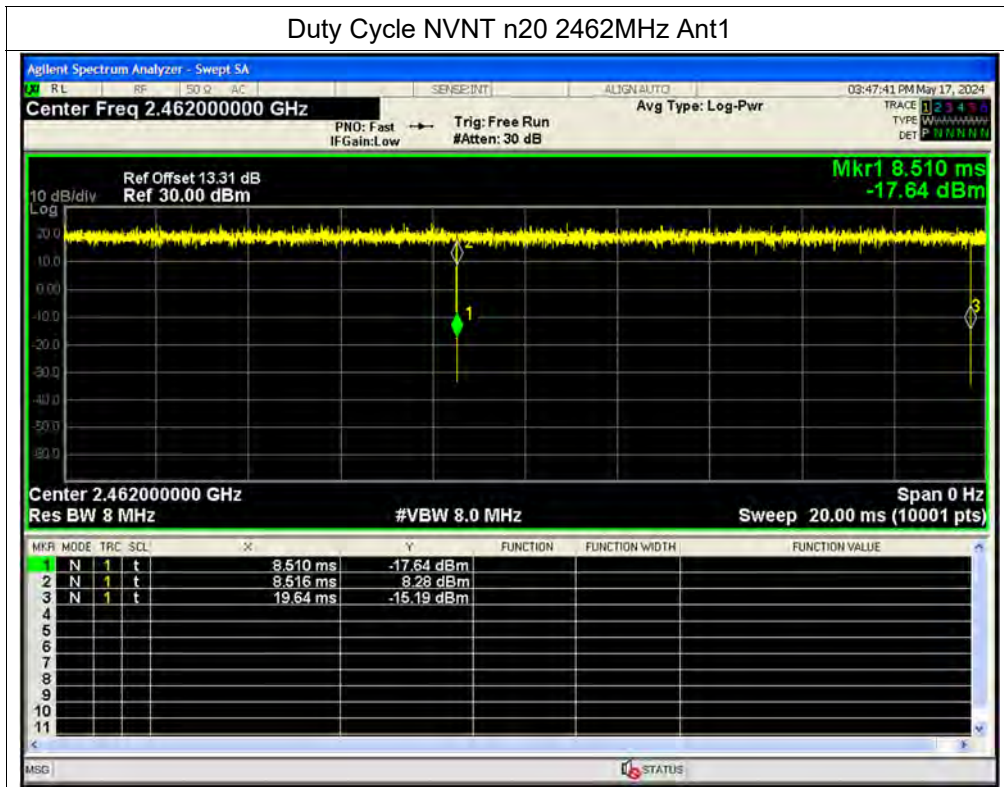 Duty Cycle NVNT n20 2462MHz Ant1
Agilent Spectrum Analyzer - Swept SA
RL RF 50 Ω AC SENSE:INT ALIGN AUTO 03:47:41 PM May 17, 2024
Center Freq 2.462000000 GHz Avg Type: Log-Pwr TRACE 1 2 3 4 5 6
PNO: Fast Trig: Free Run TYPE
IFGain:Low #Atten: 30 dB DET P N N N N N
Mkr1 8.510 ms
Ref Offset 13.31 dB
10 dB/div Ref 30.00 dBm -17.64 dBm
Log
20.0
10.0
0.00
-10.0
-20.0
-30.0
-40.0
-50.0
-60.0
2
1
3
Center 2.462000000 GHz Span 0 Hz
Res BW 8 MHz #VBW 8.0 MHz Sweep 20.00 ms (10001 pts)
MKR MODE TRC SCL X Y FUNCTION FUNCTION WIDTH FUNCTION VALUE
1 N 1 t 8.510 ms -17.64 dBm
2 N 1 t 8.516 ms 8.28 dBm
3 N 1 t 19.64 ms -15.19 dBm
4
5
6
7
8
9
10
11
MSG STATUS